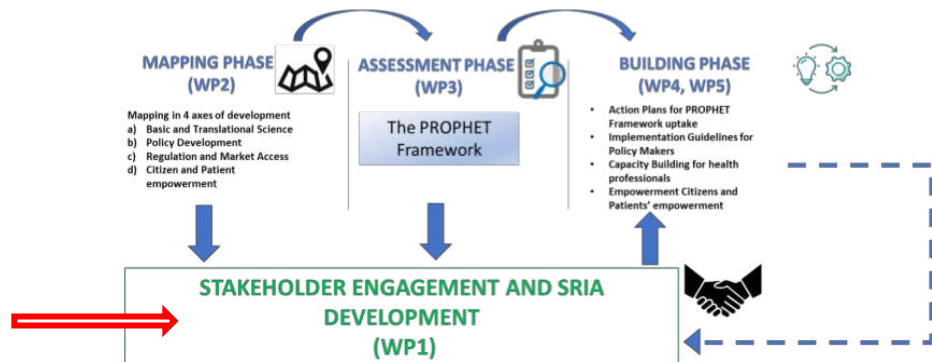 MAPPING PHASE
(WP2)
Mapping in 4 axes of development
a) Basic and Translational Science
b) Policy Development
c) Regulation and Market Access
d) Citizen and Patient
empowerment
ASSESSMENT PHASE
(WP3)
The PROPHET
Framework
BUILDING PHASE
(WP4, WP5)
• Action Plans for PROPHET
Framework uptake
• Implementation Guidelines for
Policy Makers
• Capacity Building for health
professionals
• Empowerment Citizens and
Patients' empowerment
STAKEHOLDER ENGAGEMENT AND SRIA
DEVELOPMENT
(WP1)